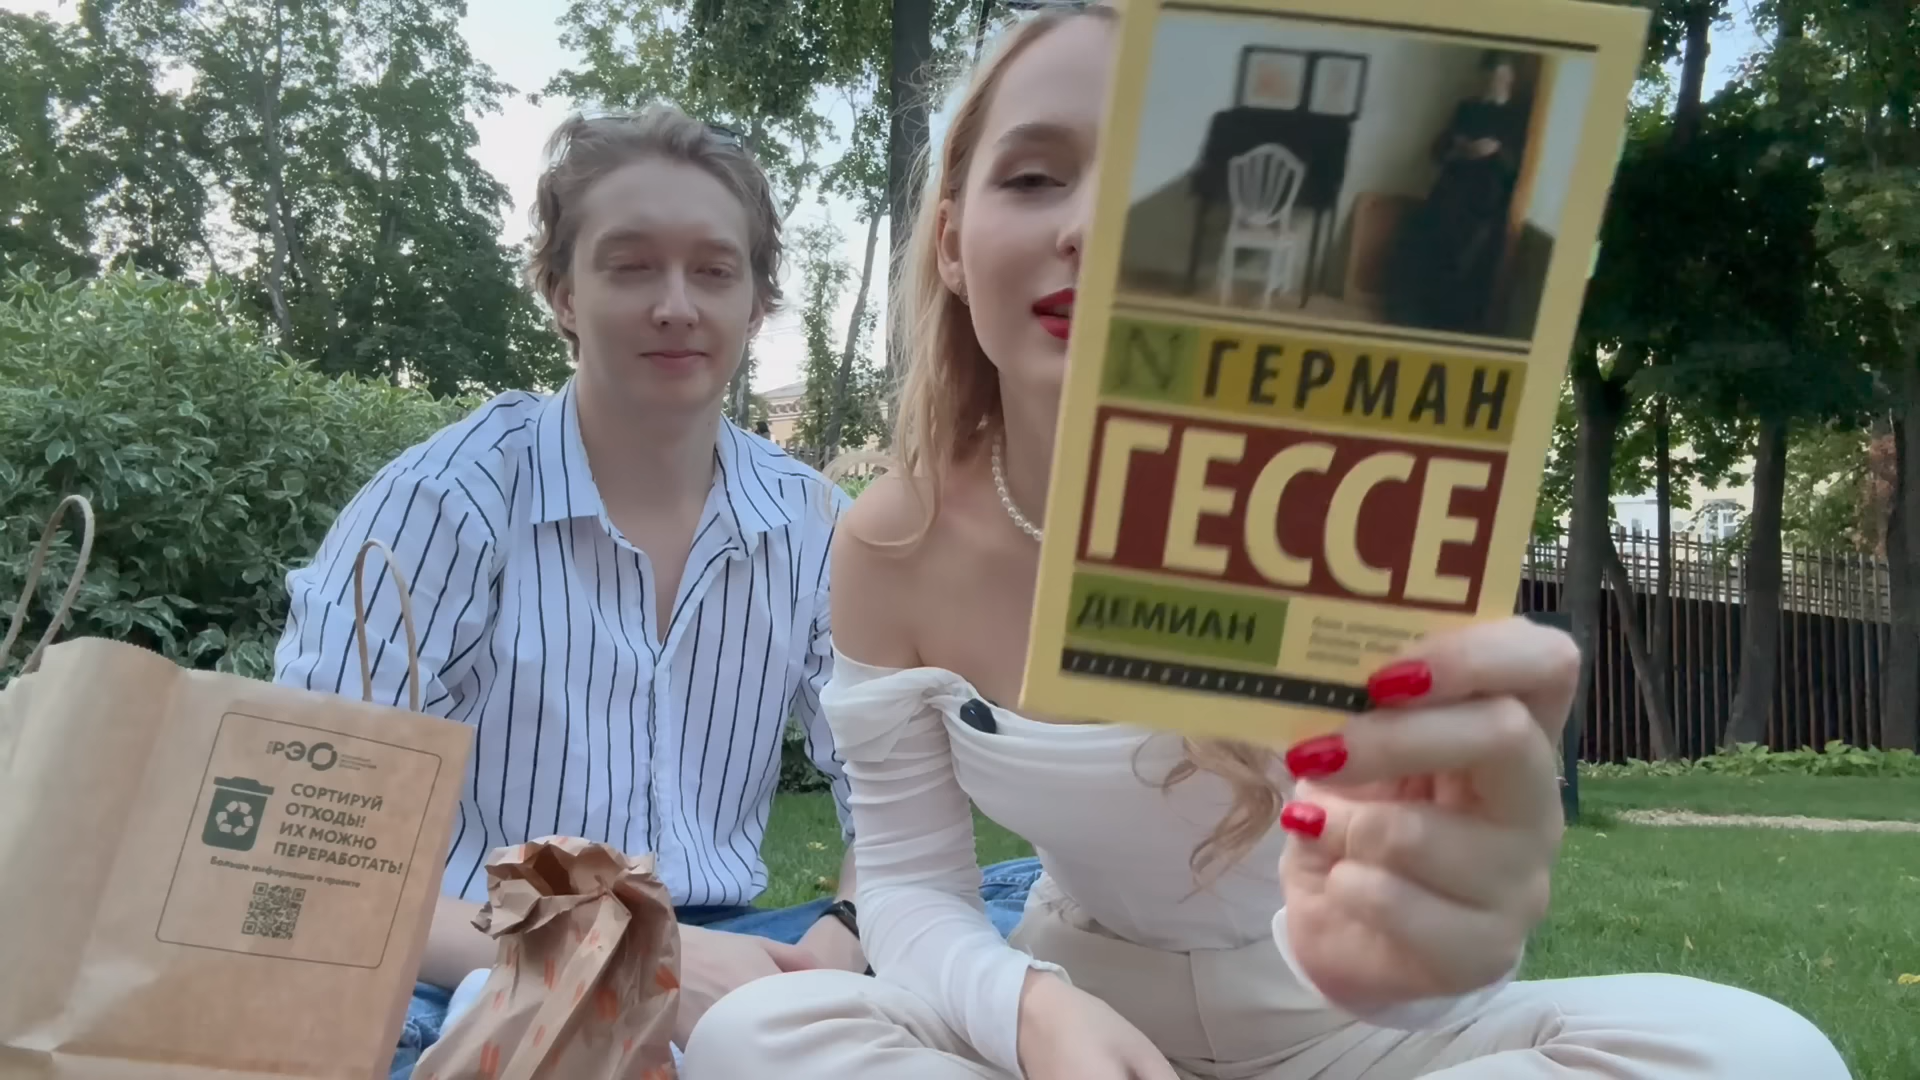 ГЕРМАН
ГЕССЕ
ДЕМИАН
РЭО
СОРТИРУЙ
ОТХОДЫ!
ИХ МОЖНО
ПЕРЕРАБОТАТЬ!
Больше информации о проекте